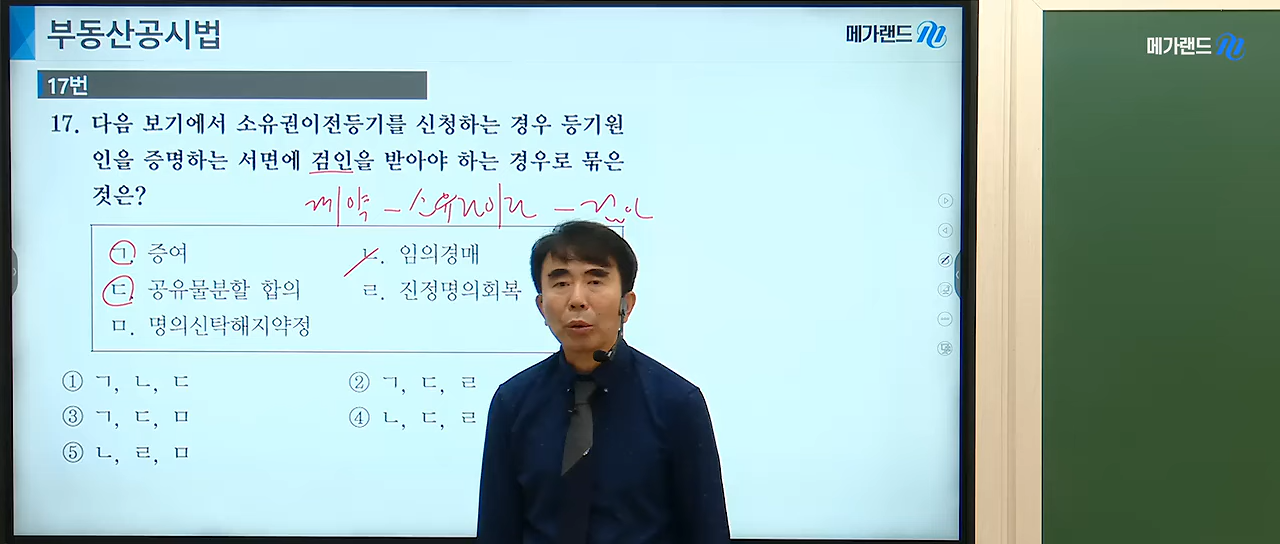 부동산공시법
메가랜드
메가랜드
17번
17. 다음 보기에서 소유권이전등기를 신청하는 경우 등기원
인을 증명하는 서면에 검인을 받아야 하는 경우로 묶은
것은?
계약 - 소유권이전 - 검인
ㄱ. 증여
ㄴ. 임의경매
ㄷ. 공유물분할 합의
ㄹ. 진정명의회복
ㅁ. 명의신탁해지약정
① ㄱ, ㄴ, ㄷ
② ㄱ, ㄷ, ㄹ
③ ㄱ, ㄷ, ㅁ
④ ㄴ, ㄷ, ㄹ
⑤ ㄴ, ㄹ, ㅁ